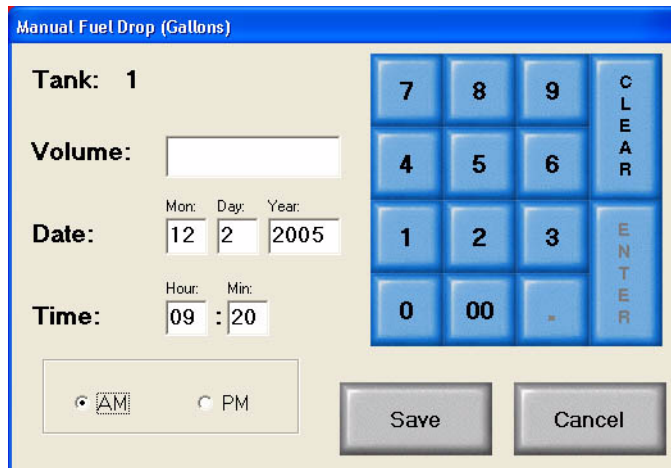 Manual Fuel Drop (Gallons)
Tank: 1
Volume:
Mon: Day: Year:
Date: 12 2 2005
Hour: Min:
Time: 09 : 20
AM PM
7 8 9 CLEAR
4 5 6
1 2 3 ENTER
0 00 .
Save Cancel